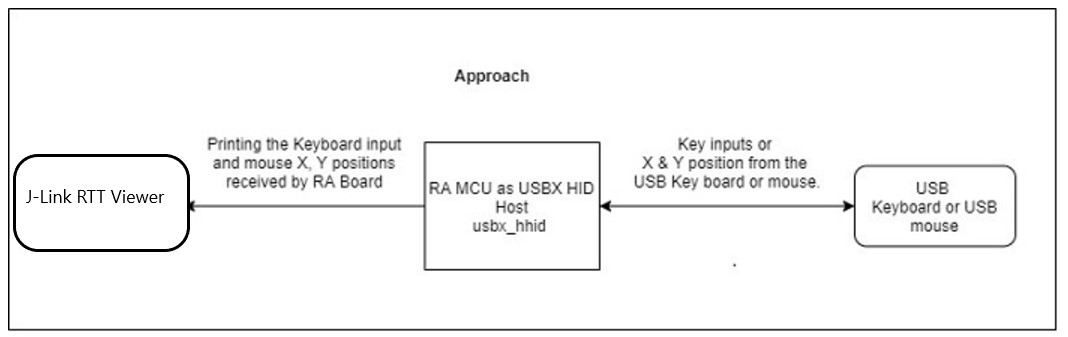 Approach
Printing the Keyboard input
and mouse X, Y positions
received by RA Board
Key inputs or
X & Y position from the
USB Key board or mouse.
J-Link RTT Viewer
RA MCU as USBX HID
Host
usbx_hhid
USB
Keyboard or USB
mouse